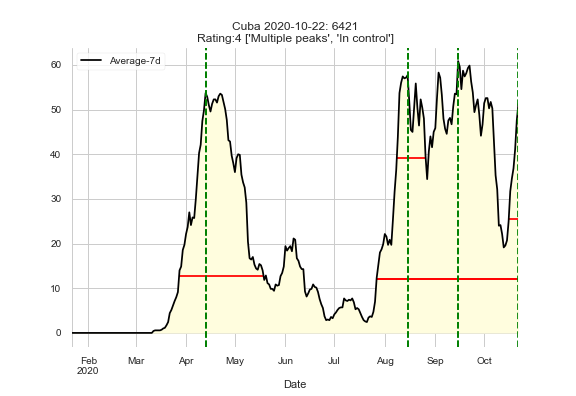 Cuba 2020-10-22: 6421
Rating:4 ['Multiple peaks', 'In control']
Average-7d
60
50
40
30
20
10
0
Feb Mar Apr May Jun Jul Aug Sep Oct
2020
Date